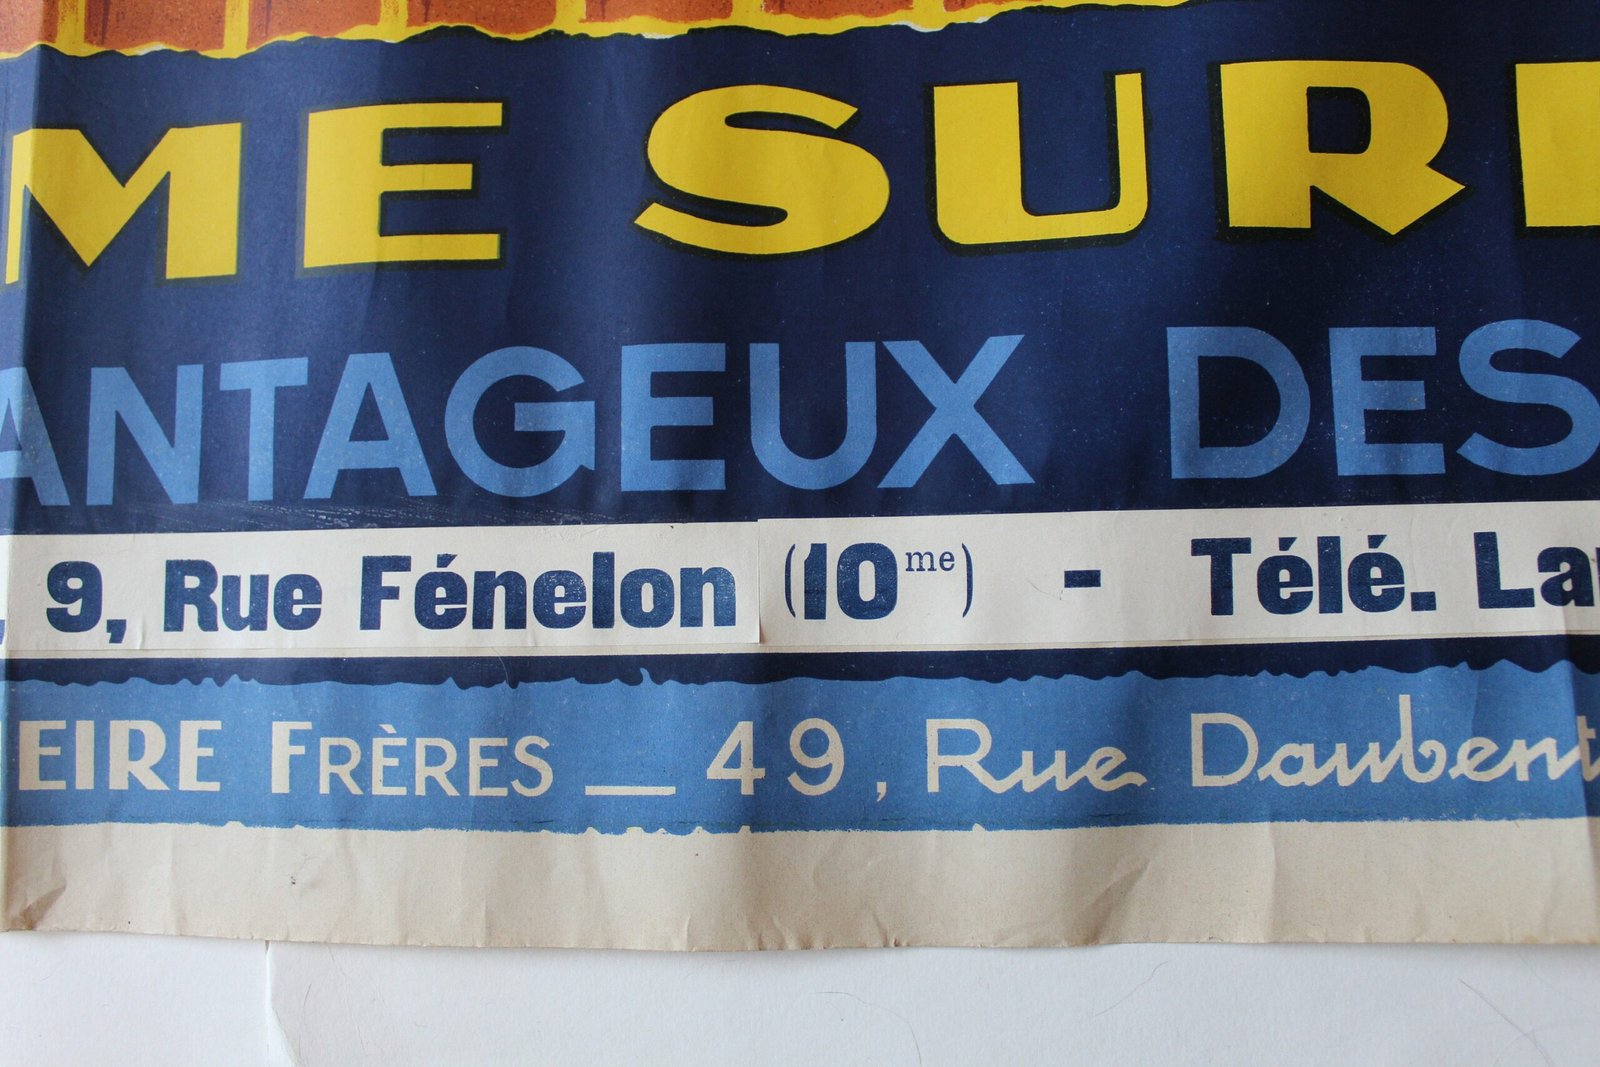 ME SUR
ANTAGEUX DES
9, Rue Fénelon (10me) - Télé. La
EIRE FRÈRES — 49, Rue Daubent